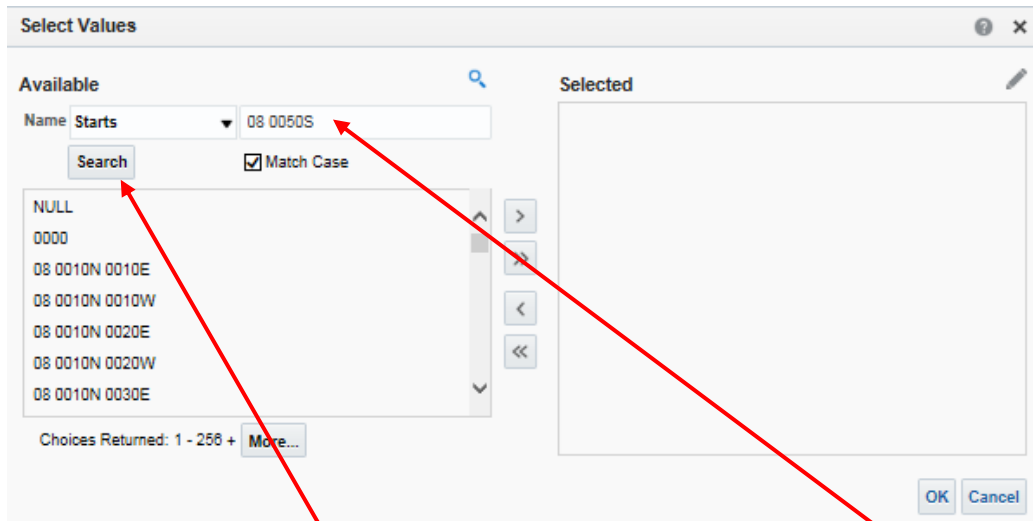 Select Values
Available
Selected
Name Starts 08 0050S
Search Match Case
NULL
0000
08 0010N 0010E
08 0010N 0010W
08 0010N 0020E
08 0010N 0020W
08 0010N 0030E
Choices Returned: 1 - 256 + More...
OK Cancel